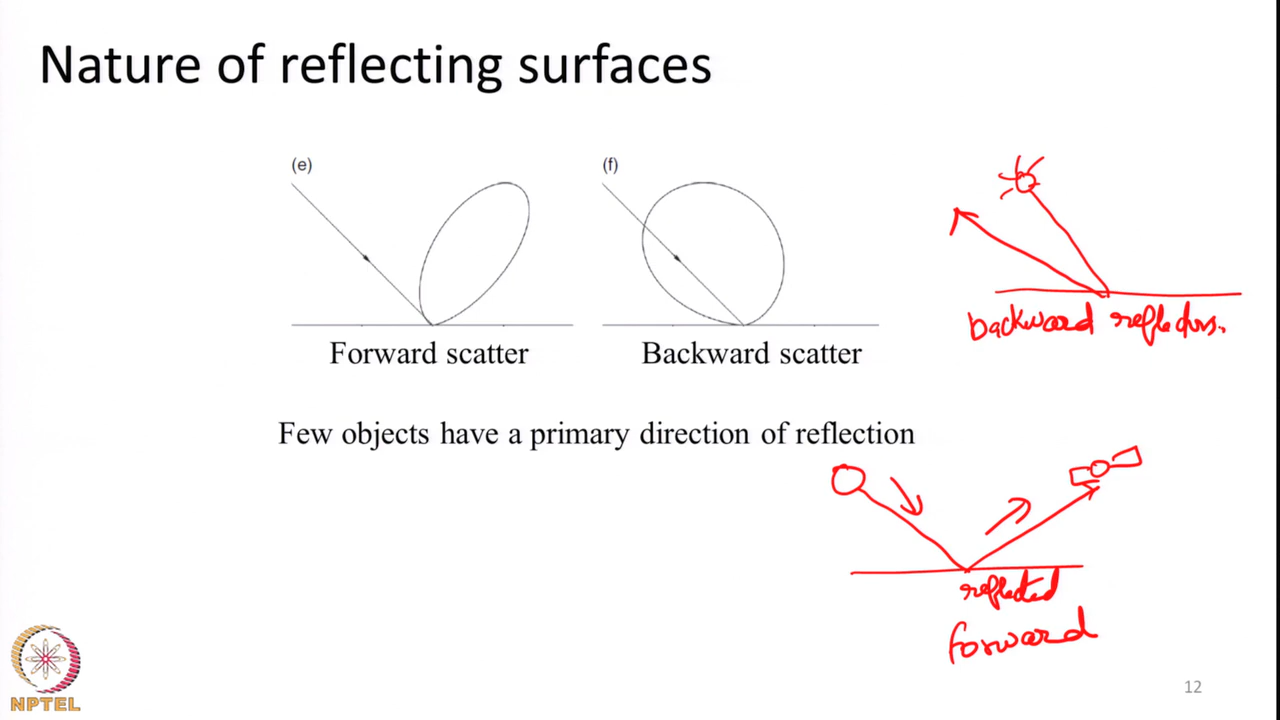 Nature of reflecting surfaces
(e)
(f)
Forward scatter
Backward scatter
backward reflectors.
Few objects have a primary direction of reflection
reflected
forward
NPTEL
12